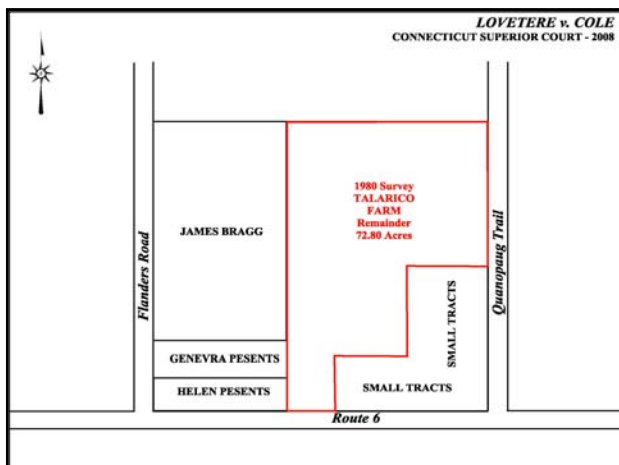 LOVETERE v. COLE
CONNECTICUT SUPERIOR COURT - 2008
1980 Survey
TALARICO
FARM
Remainder
72.80 Acres
JAMES BRAGG
Flanders Road
Quanopaug Trail
SMALL TRACTS
GENEVRA PESENTS
HELEN PESENTS
SMALL TRACTS
Route 6